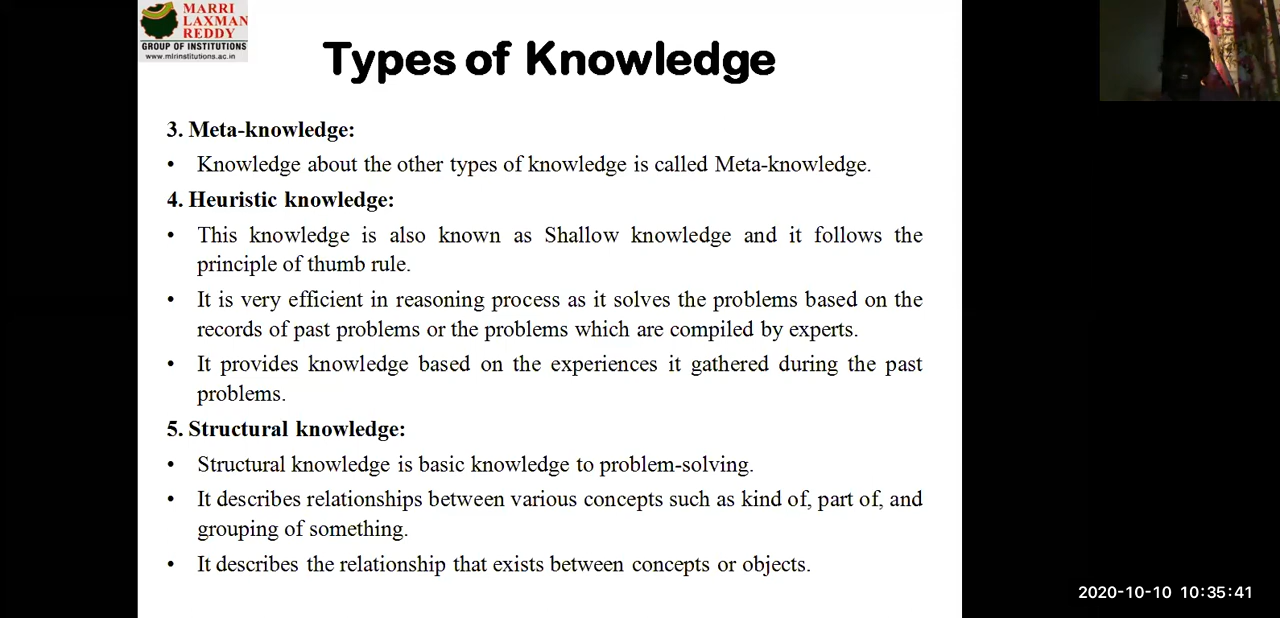 MARRI
LAXMAN
REDDY
GROUP OF INSTITUTIONS
www.mlrinstitutions.ac.in
Types of Knowledge
3. Meta-knowledge:
• Knowledge about the other types of knowledge is called Meta-knowledge.
4. Heuristic knowledge:
• This knowledge is also known as Shallow knowledge and it follows the
principle of thumb rule.
• It is very efficient in reasoning process as it solves the problems based on the
records of past problems or the problems which are compiled by experts.
• It provides knowledge based on the experiences it gathered during the past
problems.
5. Structural knowledge:
• Structural knowledge is basic knowledge to problem-solving.
• It describes relationships between various concepts such as kind of, part of, and
grouping of something.
• It describes the relationship that exists between concepts or objects.
2020-10-10 10:35:41